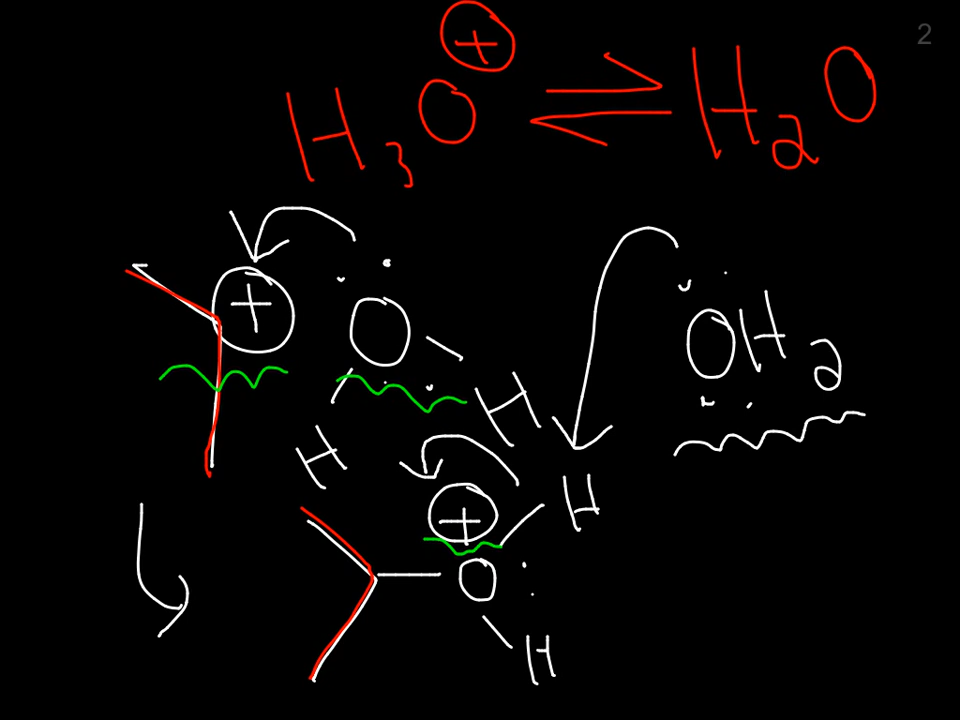 2
H₃O⊕ ⇌ H₂O
⊕ O H OH₂
H ⊕ H
O
H